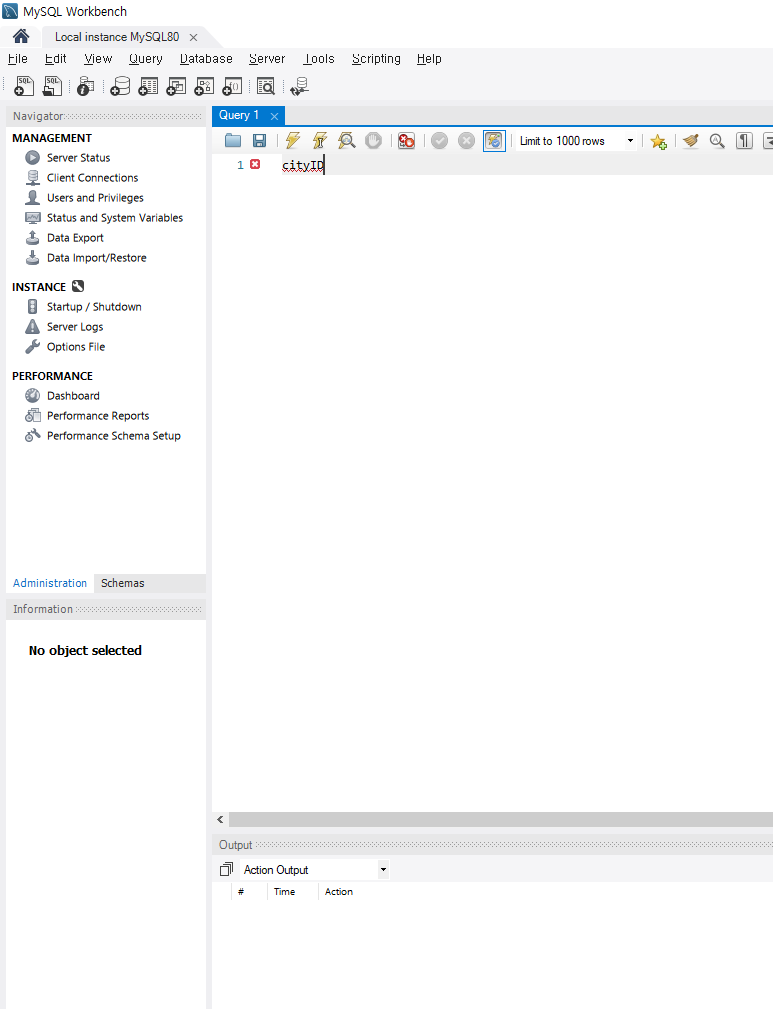 MySQL Workbench
Local instance MySQL80
File Edit View Query Database Server Tools Scripting Help
SQL SQL
Navigator
MANAGEMENT
Server Status
Client Connections
Users and Privileges
Status and System Variables
Data Export
Data Import/Restore
INSTANCE
Startup / Shutdown
Server Logs
Options File
PERFORMANCE
Dashboard
Performance Reports
Performance Schema Setup
Administration Schemas
Information
No object selected
Query 1
Limit to 1000 rows
1 cityID
Output
Action Output
# Time Action